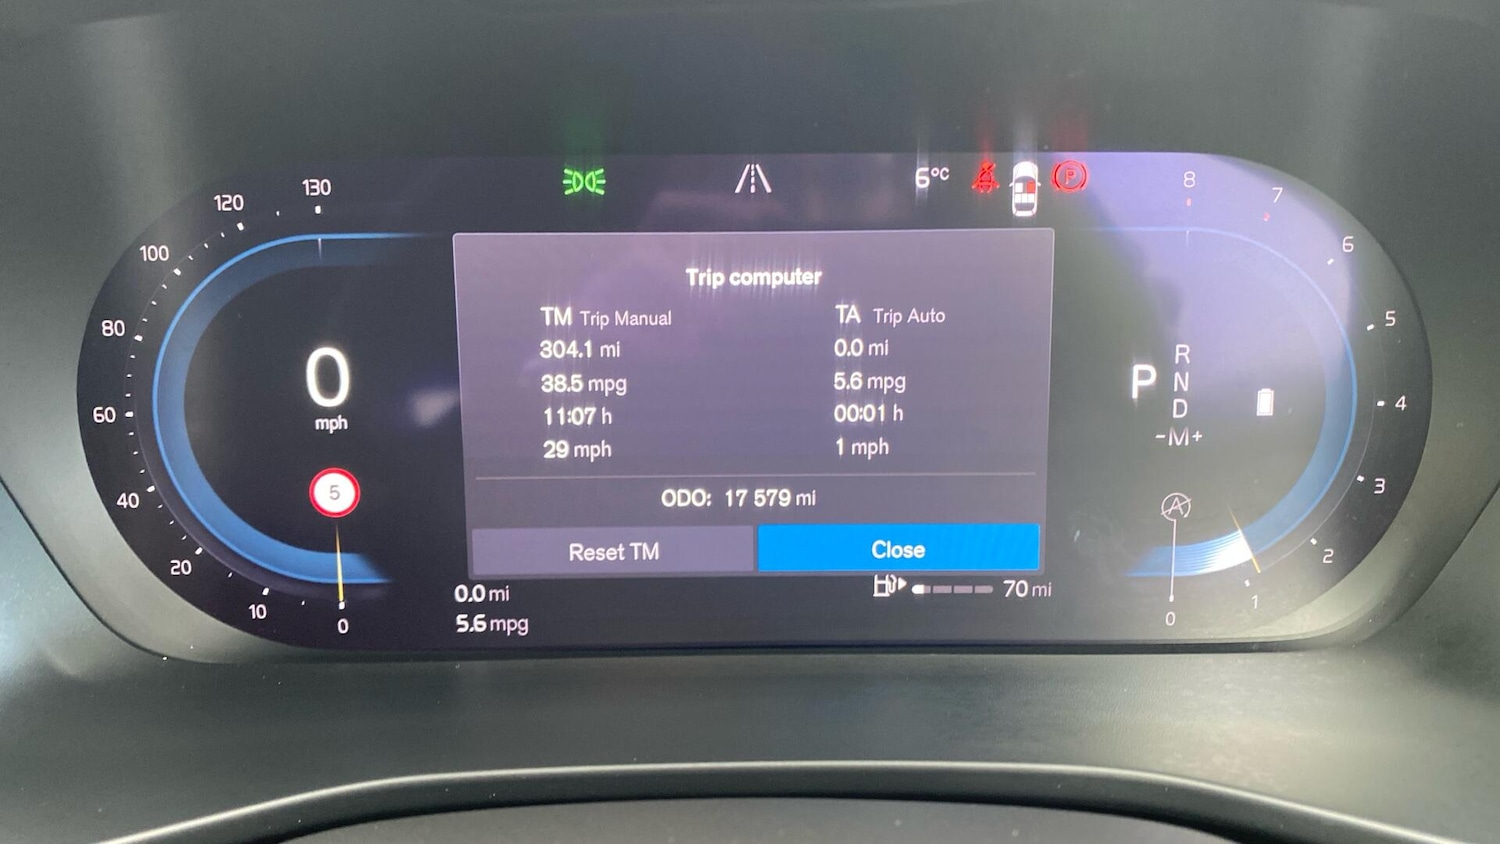 6°C
P
130
120
100
80
60
40
20
10
0
0
mph
5
Trip computer
TM Trip Manual
304.1 mi
38.5 mpg
11:07 h
29 mph
TA Trip Auto
0.0 mi
5.6 mpg
00:01 h
1 mph
ODO: 17 579 mi
Reset TM
Close
0.0 mi
5.6 mpg
70 mi
P
R
N
D
-M+
A
8
7
6
5
4
3
2
1
0